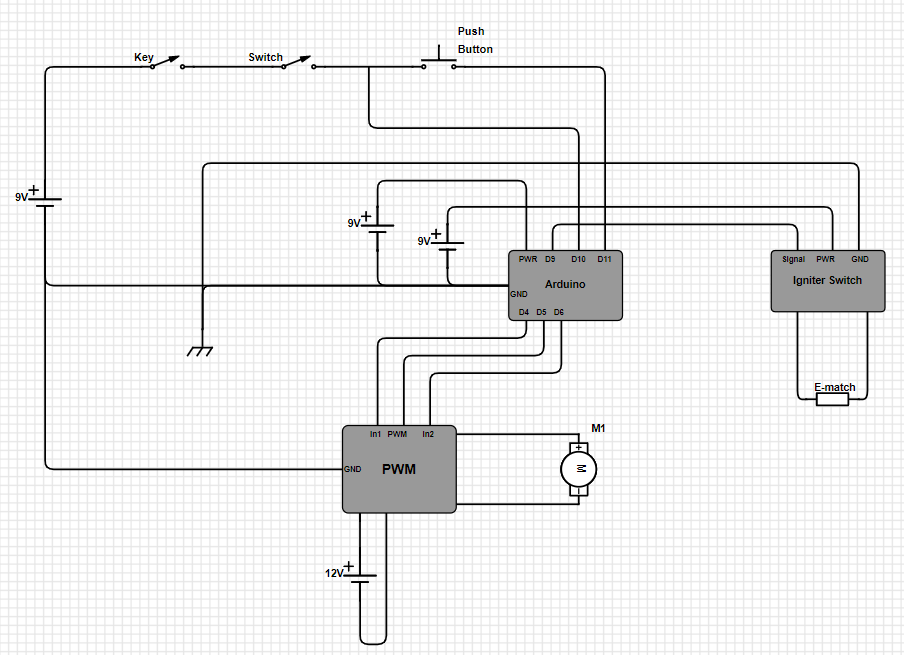 Push
Button
Key
Switch
9V
9V
9V
PWR D9 D10 D11
Arduino
GND
D4 D5 D6
Signal PWR GND
Igniter Switch
E-match
In1 PWM In2
GND
PWM
M1
M
12V